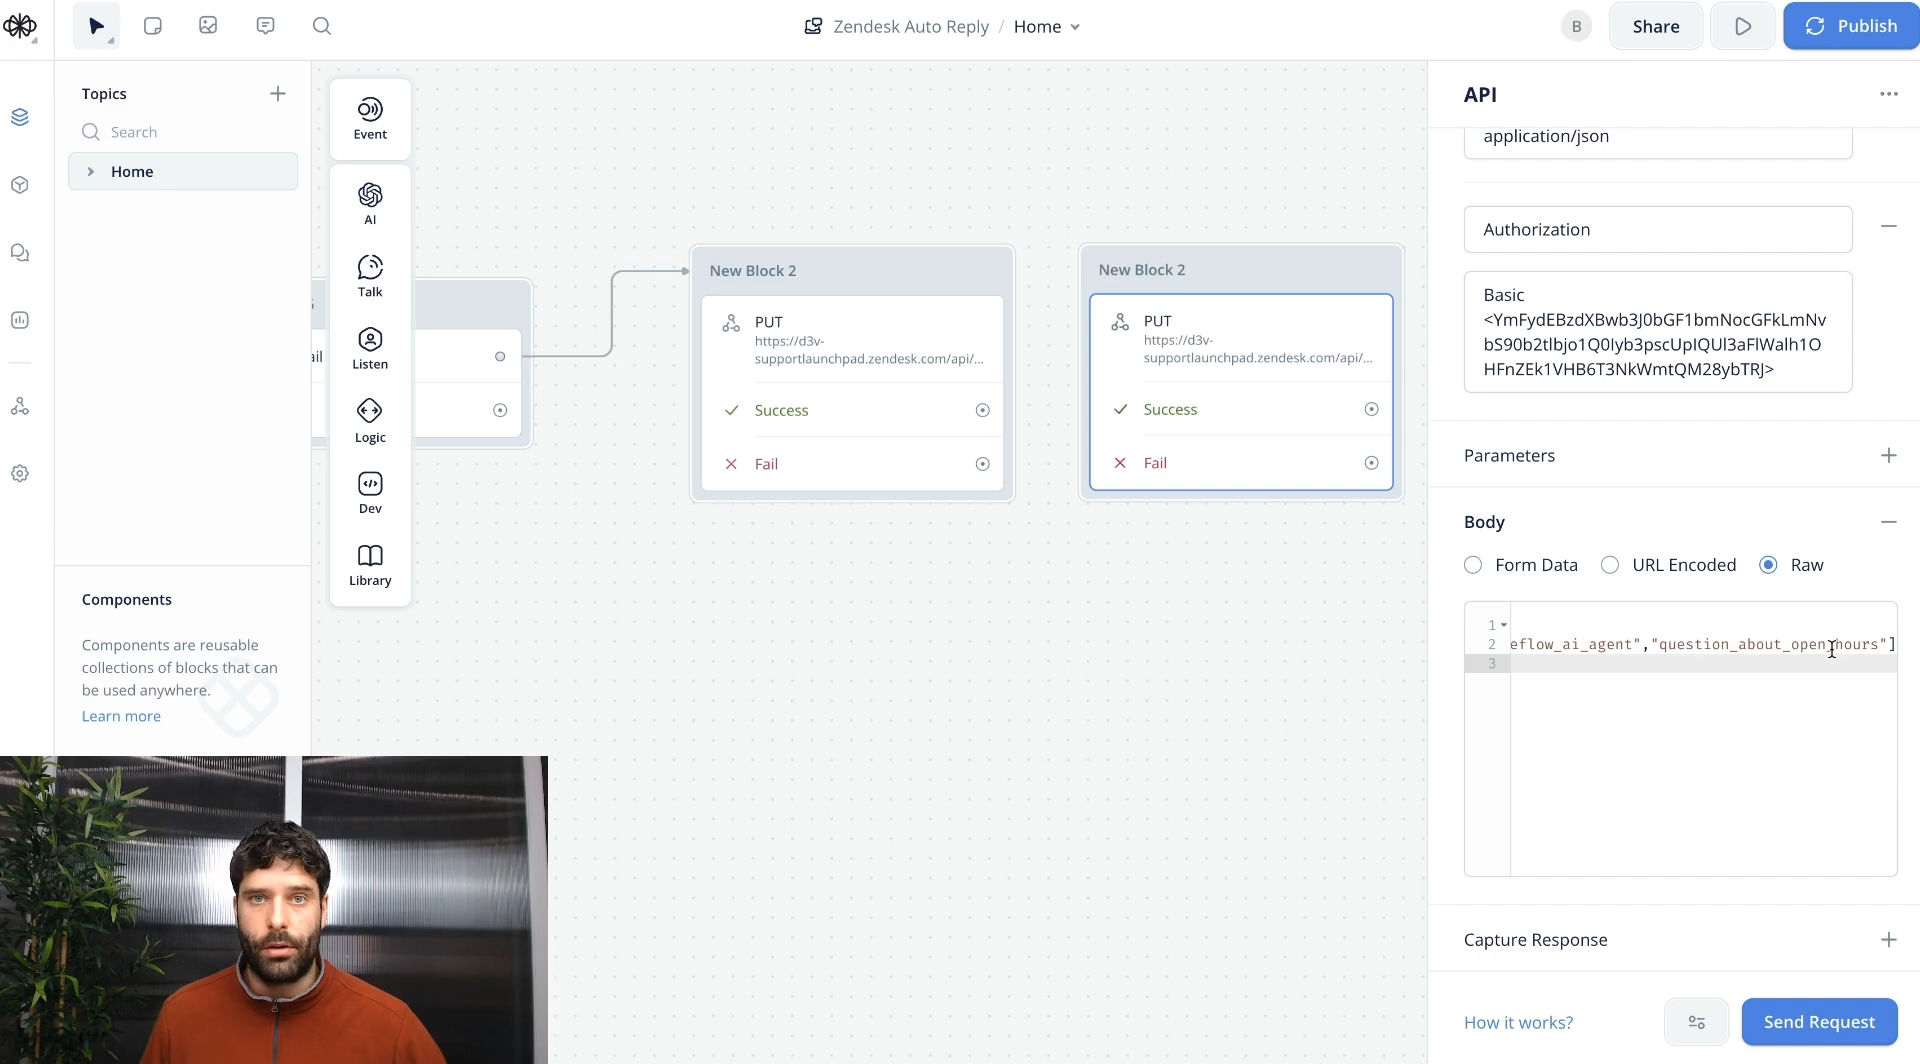 Zendesk Auto Reply / Home
B
Share
Publish
Topics
Search
Home
Components
Components are reusable
collections of blocks that can
be used anywhere.
Learn more
Event
AI
Talk
Listen
Logic
Dev
Library
ail
New Block 2
PUT
https://d3v-
supportlaunchpad.zendesk.com/api/...
Success
Fail
New Block 2
PUT
https://d3v-
supportlaunchpad.zendesk.com/api/...
Success
Fail
API
application/json
Authorization
Basic
<YmFydEBzdXBwb3J0bGF1bmNocGFkLmNv
bS90b2tlbjo1Q0Iyb3pscUpIQUl3aFlWalh1O
HFnZEk1VHB6T3NkWmtQM28ybTRJ>
Parameters
Body
Form Data
URL Encoded
Raw
1
2 eflow_ai_agent","question_about_open_hours"]
3
Capture Response
How it works?
Send Request